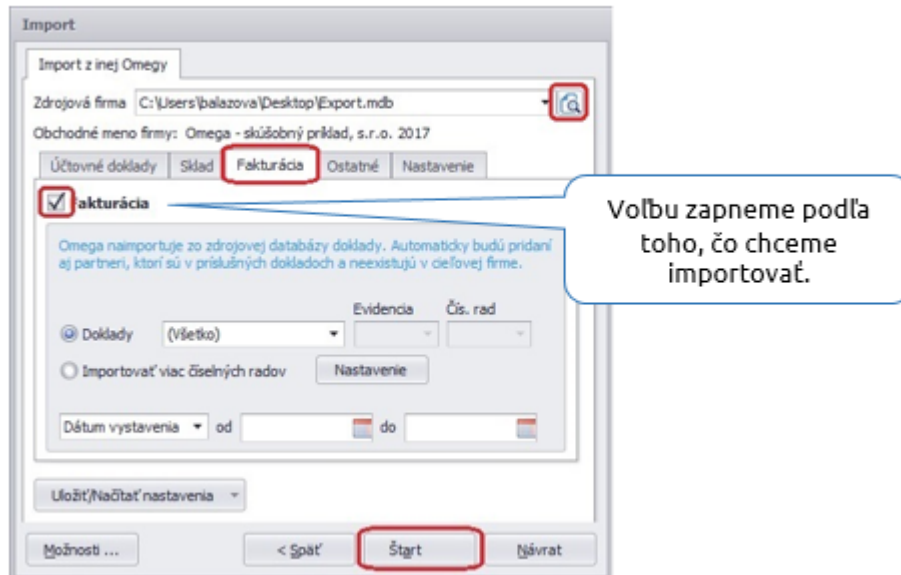 Import
Import z inej Omegy
Zdrojová firma C:\Users\balazova\Desktop\Export.mdb
Obchodné meno firmy: Omega - skúšobný príklad, s.r.o. 2017
Účtovné doklady Sklad Fakturácia Ostatné Nastavenie
akturácia
Voľbu zapneme podľa
toho, čo chceme
importovať.
Omega naimportuje zo zdrojovej databázy doklady. Automaticky budú pridaní
aj partneri, ktorí sú v príslušných dokladoch a neexistujú v cieľovej firme.
Evidencia Čís. rad
Doklady (Všetko)
Importovať viac číselných radov Nastavenie
Dátum vystavenia od do
Uložiť/Načítať nastavenia
Možnosti ... < Späť Štart Návrat